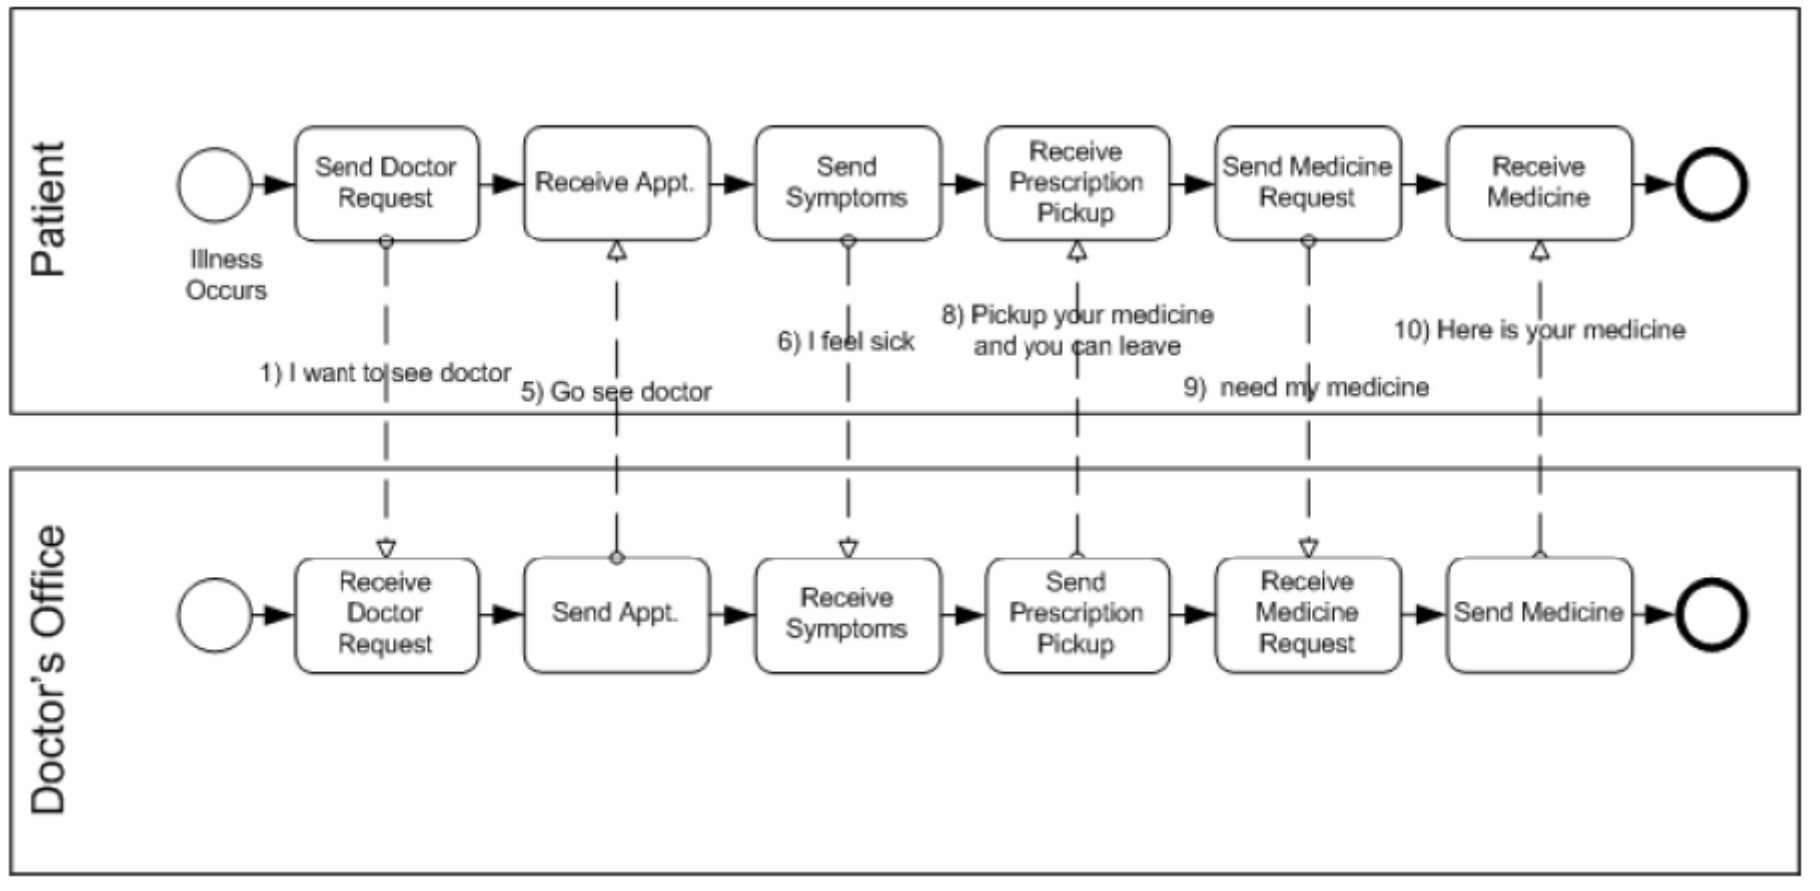 Patient
Send Doctor
Request
Receive Appt.
Send
Symptoms
Receive
Prescription
Pickup
Send Medicine
Request
Receive
Medicine
Illness
Occurs
1) I want to see doctor
5) Go see doctor
6) I feel sick
8) Pickup your medicine
and you can leave
9) need my medicine
10) Here is your medicine
Doctor's Office
Receive
Doctor
Request
Send Appt.
Receive
Symptoms
Send
Prescription
Pickup
Receive
Medicine
Request
Send Medicine